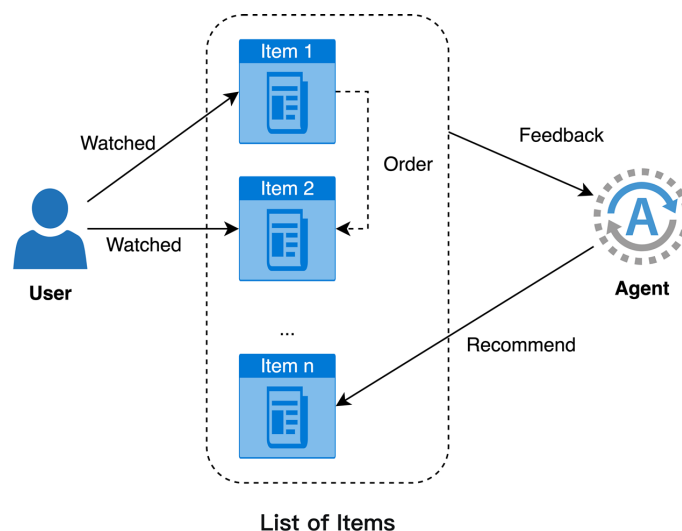 Item 1
Watched
Feedback
Order
Item 2
A
Watched
User
Agent
...
Recommend
Item n
List of Items